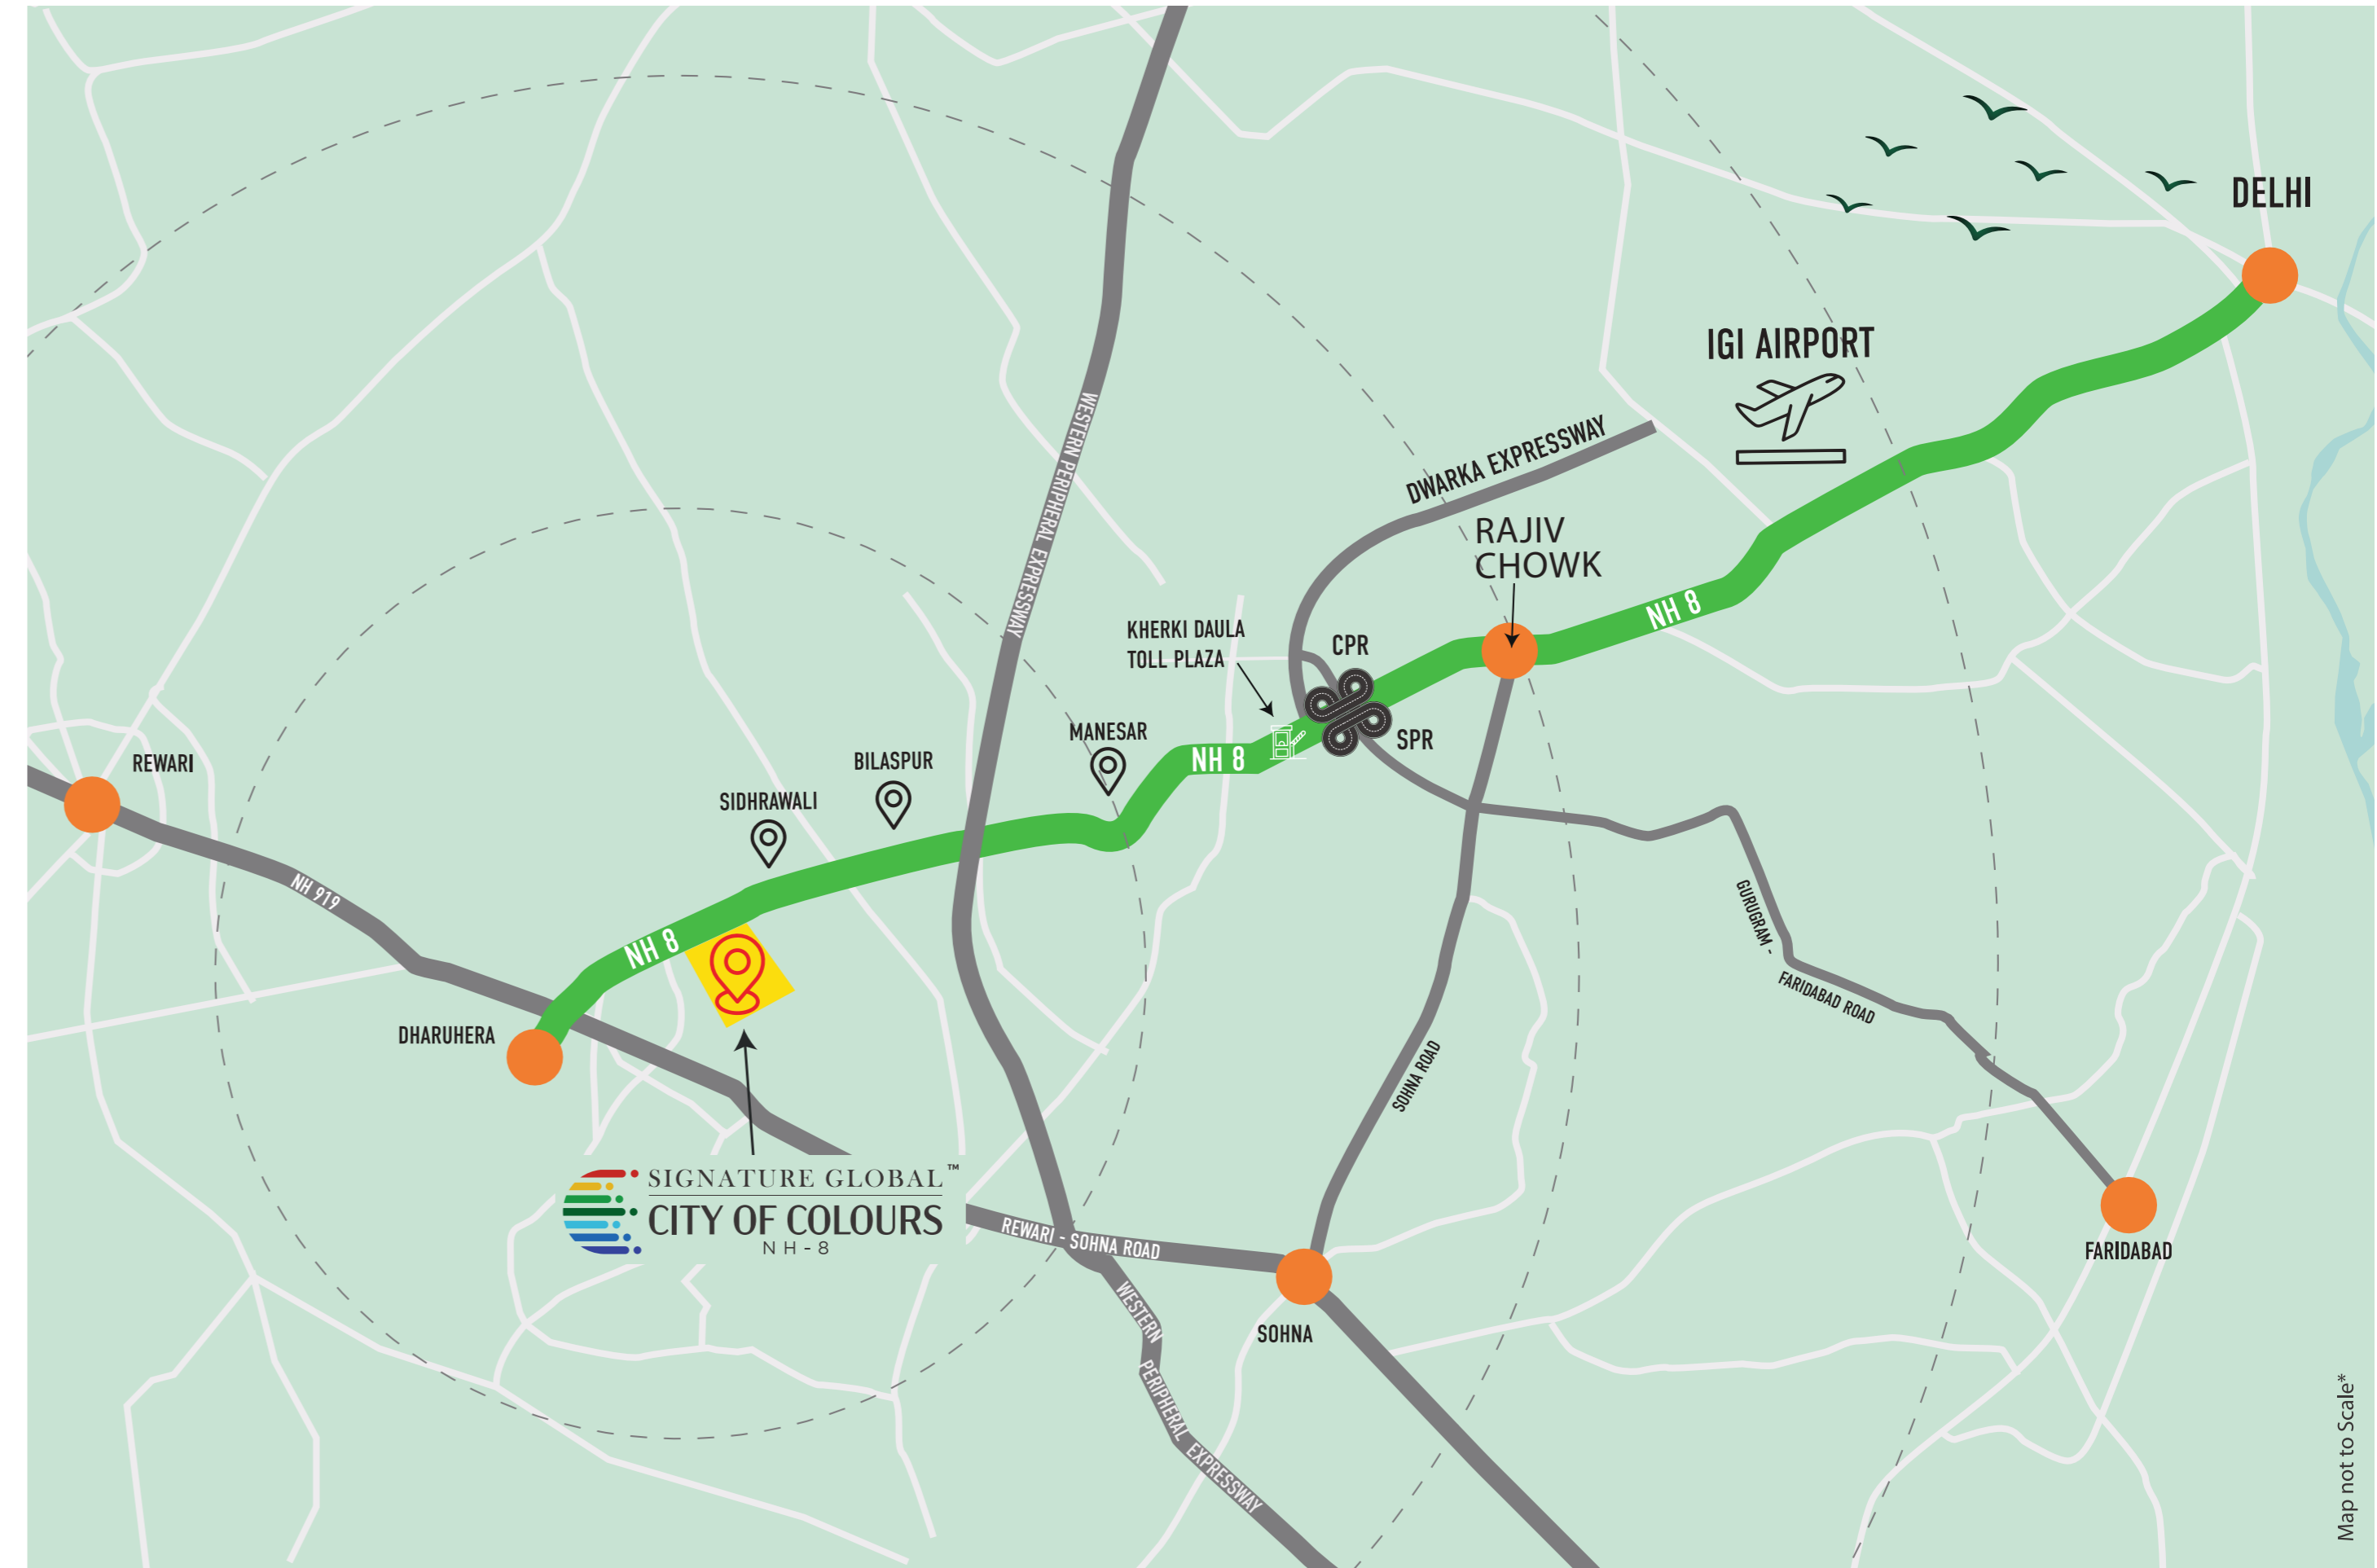 DELHI
IGI AIRPORT
WESTERN PERIPHERAL EXPRESSWAY
DWARKA EXPRESSWAY
RAJIV
CHOWK
NH 8
KHERKI DAULA
TOLL PLAZA
CPR
MANESAR
SPR
NH 8
BILASPUR
REWARI
SIDHRAWALI
NH 919
GURUGRAM -
FARIDABAD ROAD
NH 8
DHARUHERA
SOHNA ROAD
SIGNATURE GLOBAL™
CITY OF COLOURS
NH-8
REWARI - SOHNA ROAD
FARIDABAD
WESTERN
PERIPHERAL EXPRESSWAY
SOHNA
Map not to Scale*